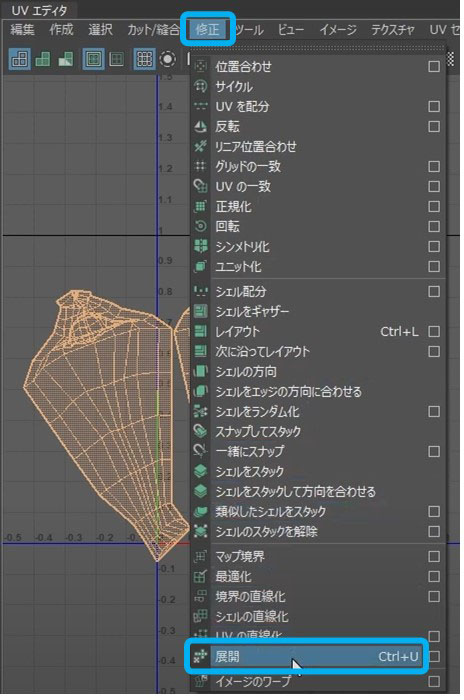 UV エディタ
編集 作成 選択 カット/縫合 修正 ツール ビュー イメージ テクスチャ UV セ
位置合わせ
サイクル
UV を配分
反転
リニア位置合わせ
グリッドの一致
UV の一致
正規化
回転
シンメトリ化
ユニット化
シェル配分
シェルをギャザー
レイアウト Ctrl+L
次に沿ってレイアウト
シェルの方向
シェルをエッジの方向に合わせる
シェルをランダム化
スナップしてスタック
一緒にスナップ
シェルをスタック
シェルをスタックして方向を合わせる
類似したシェルをスタック
シェルのスタックを解除
マップ境界
最適化
境界の直線化
シェルの直線化
UV の直線化
展開 Ctrl+U
イメージのワープ
1.5
1.4
1.3
1.2
1.1
1
0.9
0.8
-0.5 -0.4 -0.3 -0.2 -0.1
-0.1
-0.2
-0.3
-0.4
-0.5